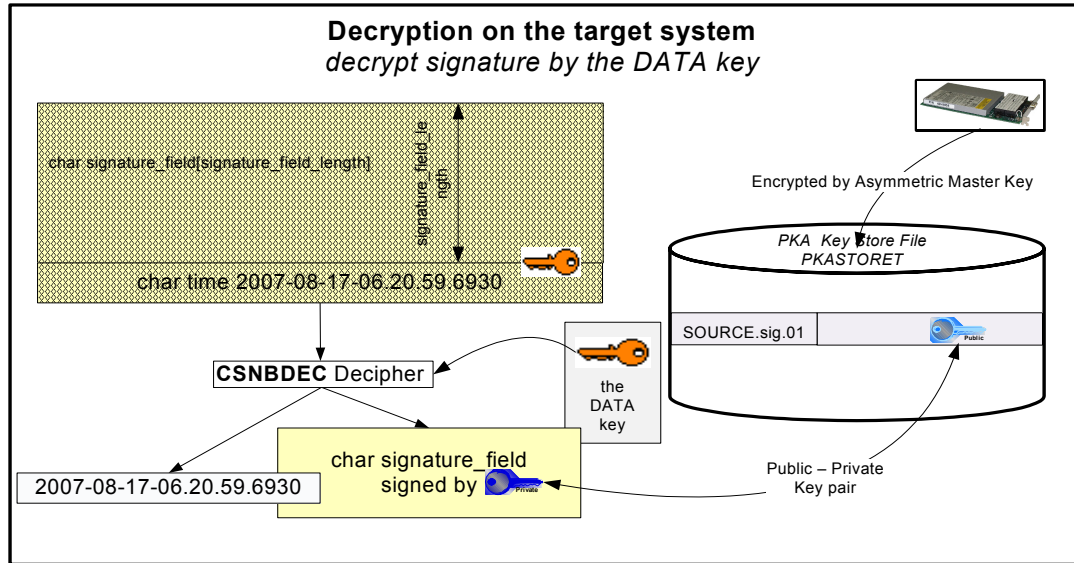 Decryption on the target system
decrypt signature by the DATA key
char signature_field[signature_field_length]
signature_field_le
ngth
char time 2007-08-17-06.20.59.6930
Encrypted by Asymmetric Master Key
PKA Key Store File
PKASTORET
SOURCE.sig.01
Public
CSNBDEC Decipher
the
DATA
key
char signature_field
signed by
Private
2007-08-17-06.20.59.6930
Public – Private
Key pair